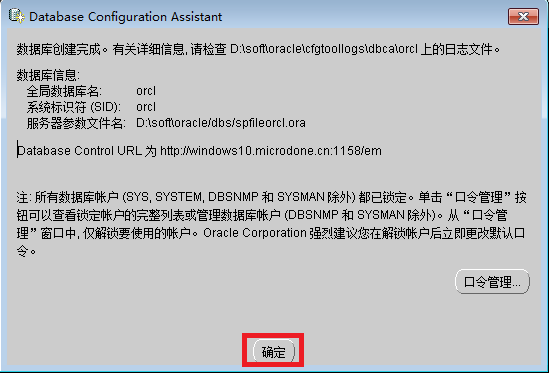 Database Configuration Assistant
数据库创建完成。有关详细信息, 请检查 D:\soft\oracle\cfgtoollogs\dbca\orcl 上的日志文件。
数据库信息:
全局数据库名: orcl
系统标识符 (SID): orcl
服务器参数文件名: D:\soft\oracle/dbs/spfileorcl.ora
Database Control URL 为 http://windows10.microdone.cn:1158/em
注: 所有数据库帐户 (SYS, SYSTEM, DBSNMP 和 SYSMAN 除外) 都已锁定。单击“口令管理”按
钮可以查看锁定帐户的完整列表或管理数据库帐户 (DBSNMP 和 SYSMAN 除外)。从“口令管
理”窗口中, 仅解锁要使用的帐户。Oracle Corporation 强烈建议您在解锁帐户后立即更改默认口
令。
口令管理...
确定